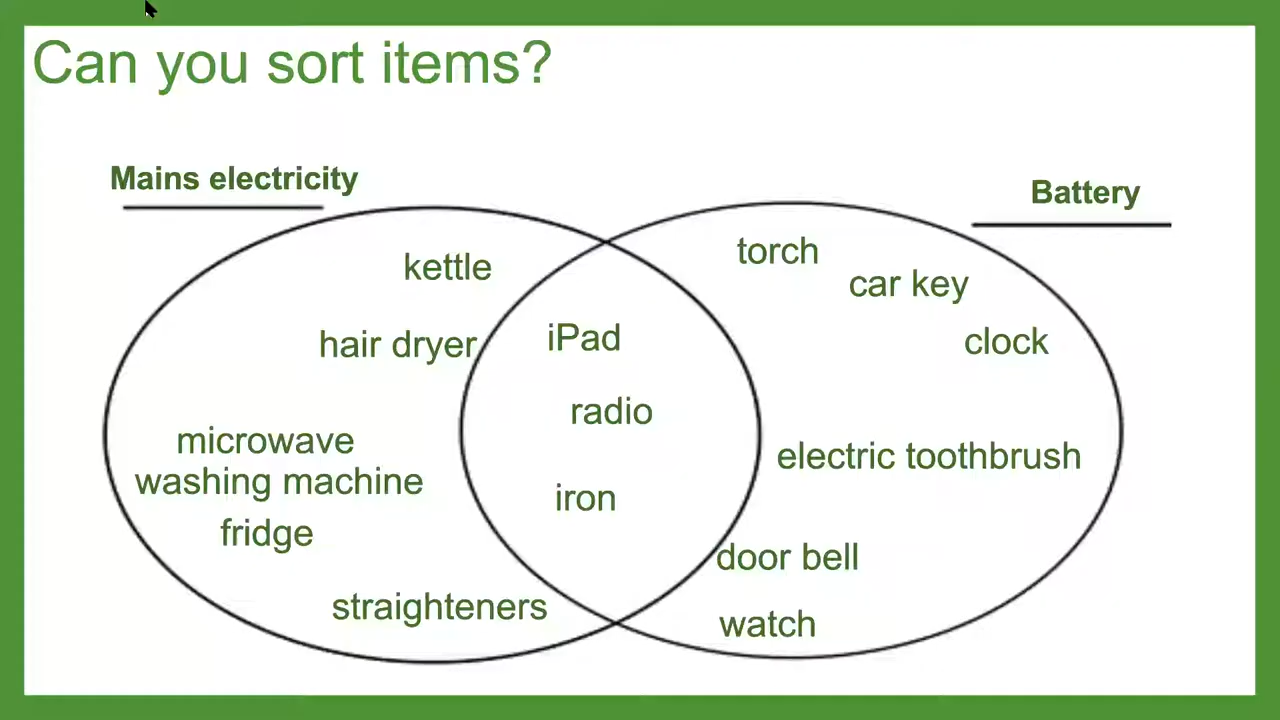 Can you sort items?
Mains electricity
Battery
kettle
hair dryer
microwave
washing machine
fridge
straighteners
iPad
radio
iron
torch
car key
clock
electric toothbrush
door bell
watch